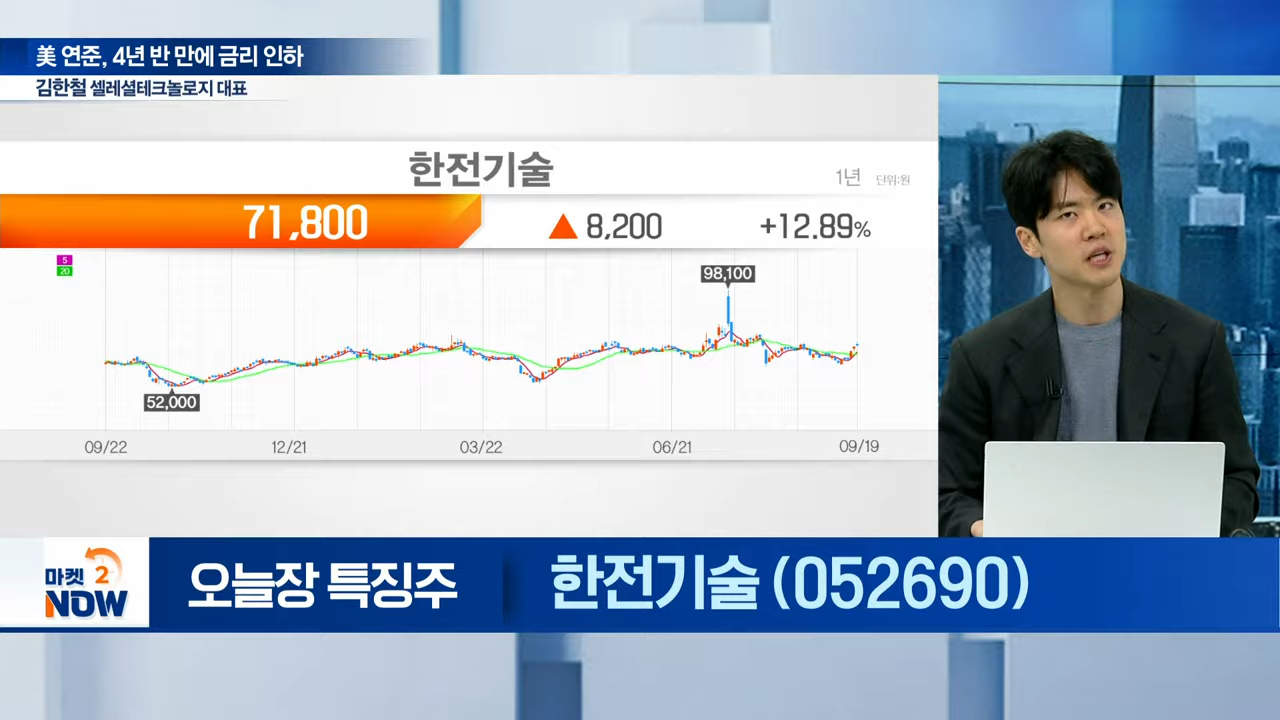 美 연준, 4년 반 만에 금리 인하
김한철 셀레셜테크놀로지 대표
한전기술
1년 단위:원
71,800 ▲ 8,200 +12.89%
5
20
98,100
52,000
09/22 12/21 03/22 06/21 09/19
마켓 2
NOW
오늘장 특징주 한전기술 (052690)